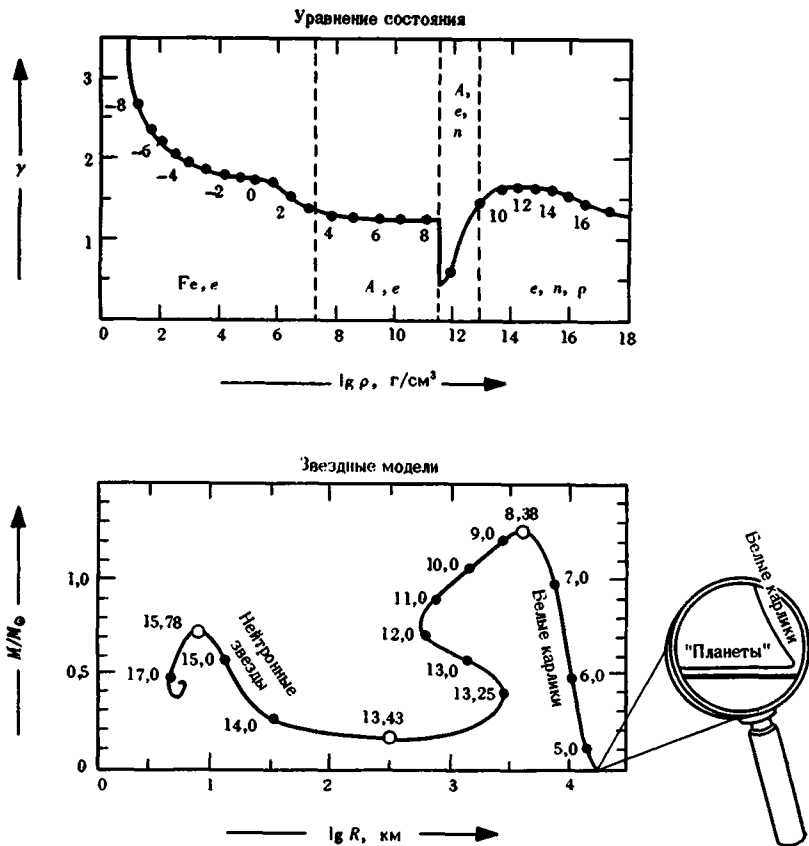 Уравнение состояния
3
2
1
γ
-8
-6
-4
-2
0
2
4
6
8
10
12
14
16
A,
e,
n
Fe, e
A, e
e, n, p
0
2
4
6
8
10
12
14
16
18
lg ρ, г/см³
Звездные модели
1,0
0,5
0
M/M⊙
17,0
15,78
15,0
14,0
13,43
13,25
13,0
12,0
11,0
10,0
9,0
8,38
7,0
6,0
5,0
Нейтронные
звезды
Белые карлики
0
1
2
3
4
lg R, км
Белые
карлики
"Планеты"